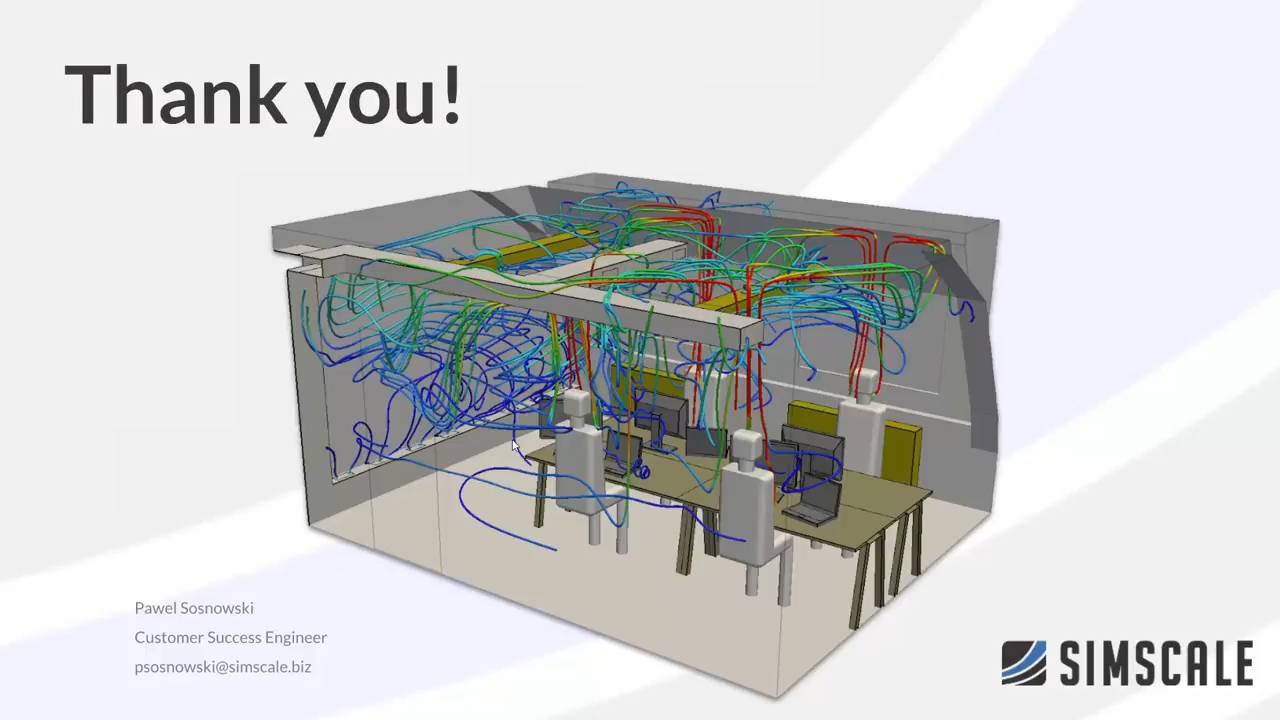 Thank you!
Pawel Sosnowski
Customer Success Engineer
psosnowski@simscale.biz
SIMSCALE